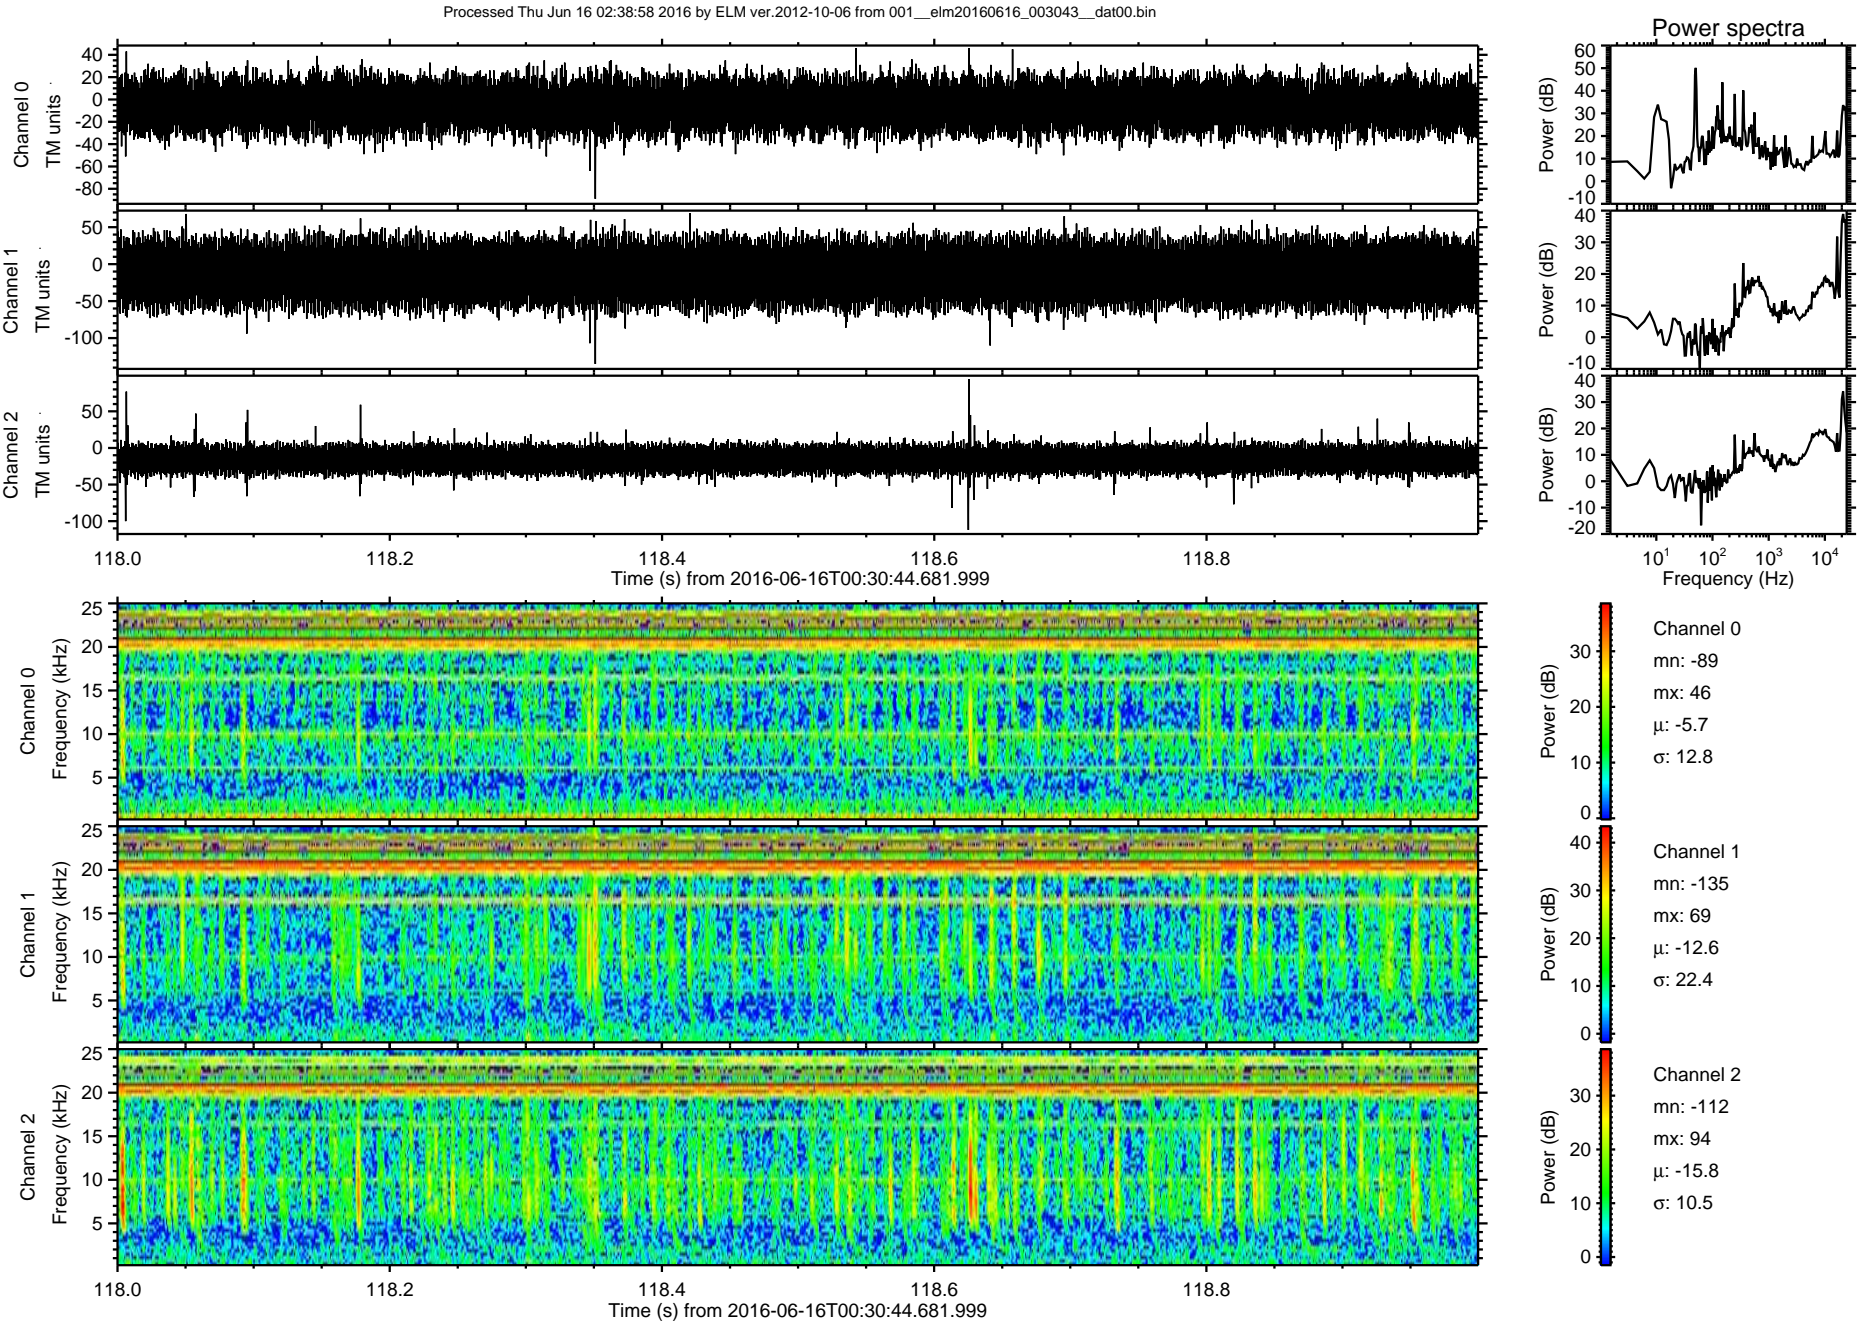 Processed Thu Jun 16 02:38:58 2016 by ELM ver.2012-10-06 from 001__elm20160616_003043__dat00.bin
Power spectra
Channel 0
TM units
40
20
0
-20
-40
-60
-80
Power (dB)
60
50
40
30
20
10
0
-10
Channel 1
TM units
50
0
-50
-100
Power (dB)
40
30
20
10
0
-10
Channel 2
TM units
50
0
-50
-100
Power (dB)
40
30
20
10
0
-10
-20
118.0 118.2 118.4 118.6 118.8
Time (s) from 2016-06-16T00:30:44.681.999
10¹ 10² 10³ 10⁴
Frequency (Hz)
Channel 0
Frequency (kHz)
25
20
15
10
5
Power (dB)
30
20
10
0
Channel 0
mn: -89
mx: 46
μ: -5.7
σ: 12.8
Channel 1
Frequency (kHz)
25
20
15
10
5
Power (dB)
40
30
20
10
0
Channel 1
mn: -135
mx: 69
μ: -12.6
σ: 22.4
Channel 2
Frequency (kHz)
25
20
15
10
5
Power (dB)
30
20
10
0
Channel 2
mn: -112
mx: 94
μ: -15.8
σ: 10.5
118.0 118.2 118.4 118.6 118.8
Time (s) from 2016-06-16T00:30:44.681.999